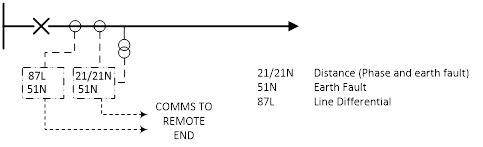 87L
51N
21/21N
51N
COMMS TO
REMOTE
END
21/21N Distance (Phase and earth fault)
51N Earth Fault
87L Line Differential